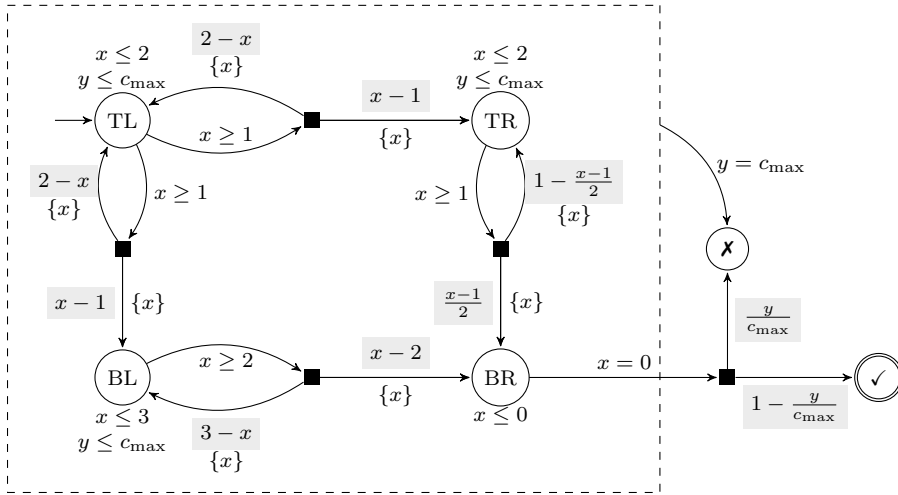 x ≤ 2
y ≤ c_max
TL
2 − x
{x}
x ≥ 1
x − 1
{x}
x ≤ 2
y ≤ c_max
TR
2 − x
{x}
x ≥ 1
x ≥ 1
1 − (x−1)/2
{x}
y = c_max
✗
x − 1
{x}
(x−1)/2
{x}
y/c_max
BL
x ≤ 3
y ≤ c_max
x ≥ 2
x − 2
{x}
3 − x
{x}
BR
x ≤ 0
x = 0
1 − y/c_max
✓